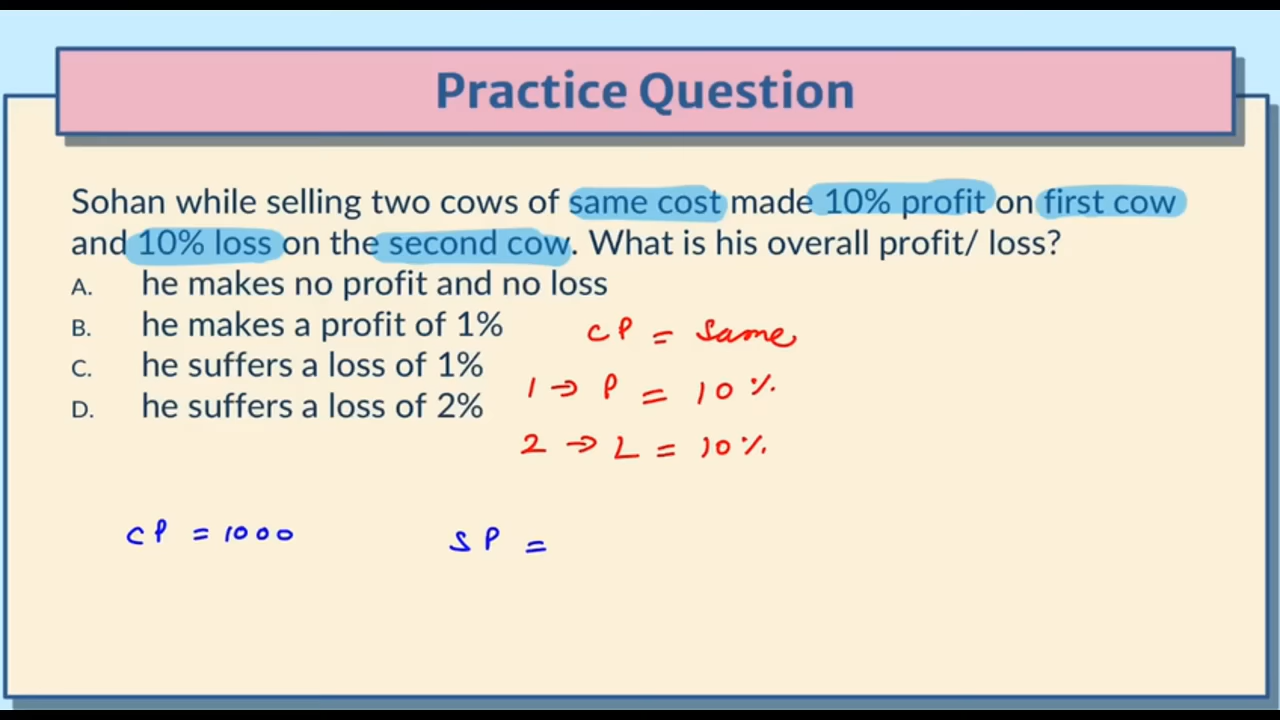 Practice Question
Sohan while selling two cows of same cost made 10% profit on first cow
and 10% loss on the second cow. What is his overall profit/ loss?
A. he makes no profit and no loss
B. he makes a profit of 1%
C. he suffers a loss of 1%
D. he suffers a loss of 2%
CP = Same
1 → P = 10%
2 → L = 10%
CP = 1000
SP =